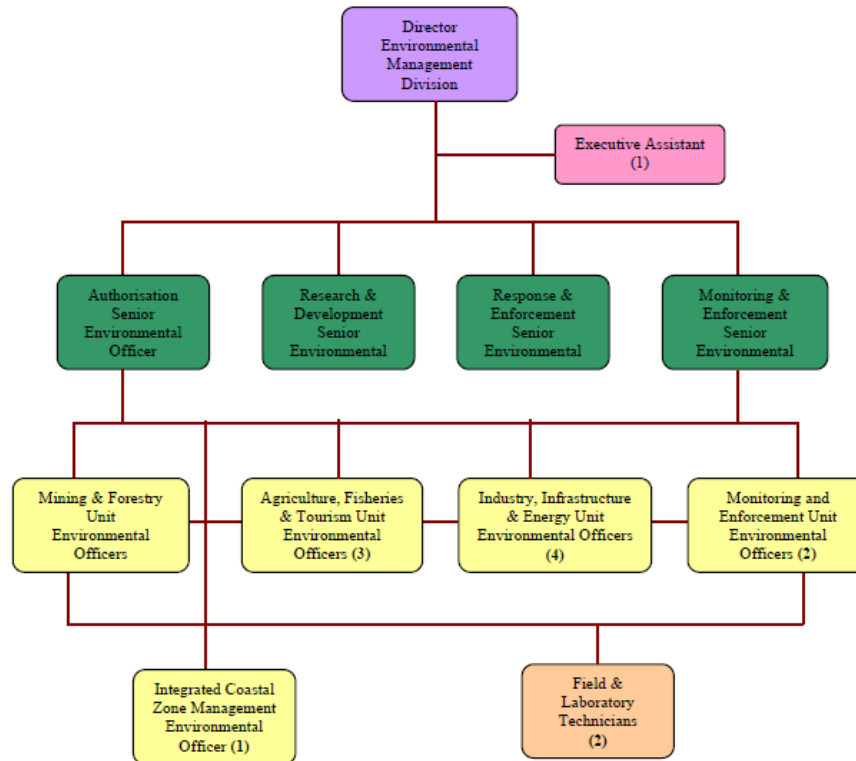 Director
Environmental
Management
Division
Executive Assistant
(1)
Authorisation
Senior
Environmental
Officer
Research &
Development
Senior
Environmental
Response &
Enforcement
Senior
Environmental
Monitoring &
Enforcement
Senior
Environmental
Mining & Forestry
Unit
Environmental
Officers
Agriculture, Fisheries
& Tourism Unit
Environmental
Officers (3)
Industry, Infrastructure
& Energy Unit
Environmental Officers
(4)
Monitoring and
Enforcement Unit
Environmental
Officers (2)
Integrated Coastal
Zone Management
Environmental
Officer (1)
Field &
Laboratory
Technicians
(2)